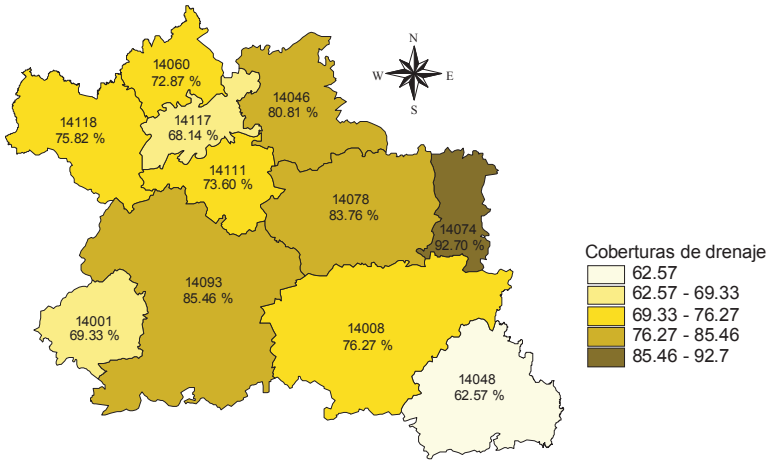 N
W E
S
14060
72.87 %
14046
80.81 %
14118
75.82 %
14117
68.14 %
14111
73.60 %
14078
83.76 %
14074
92.70 %
14093
85.46 %
14001
69.33 %
14008
76.27 %
14048
62.57 %
Coberturas de drenaje
62.57
62.57 - 69.33
69.33 - 76.27
76.27 - 85.46
85.46 - 92.7